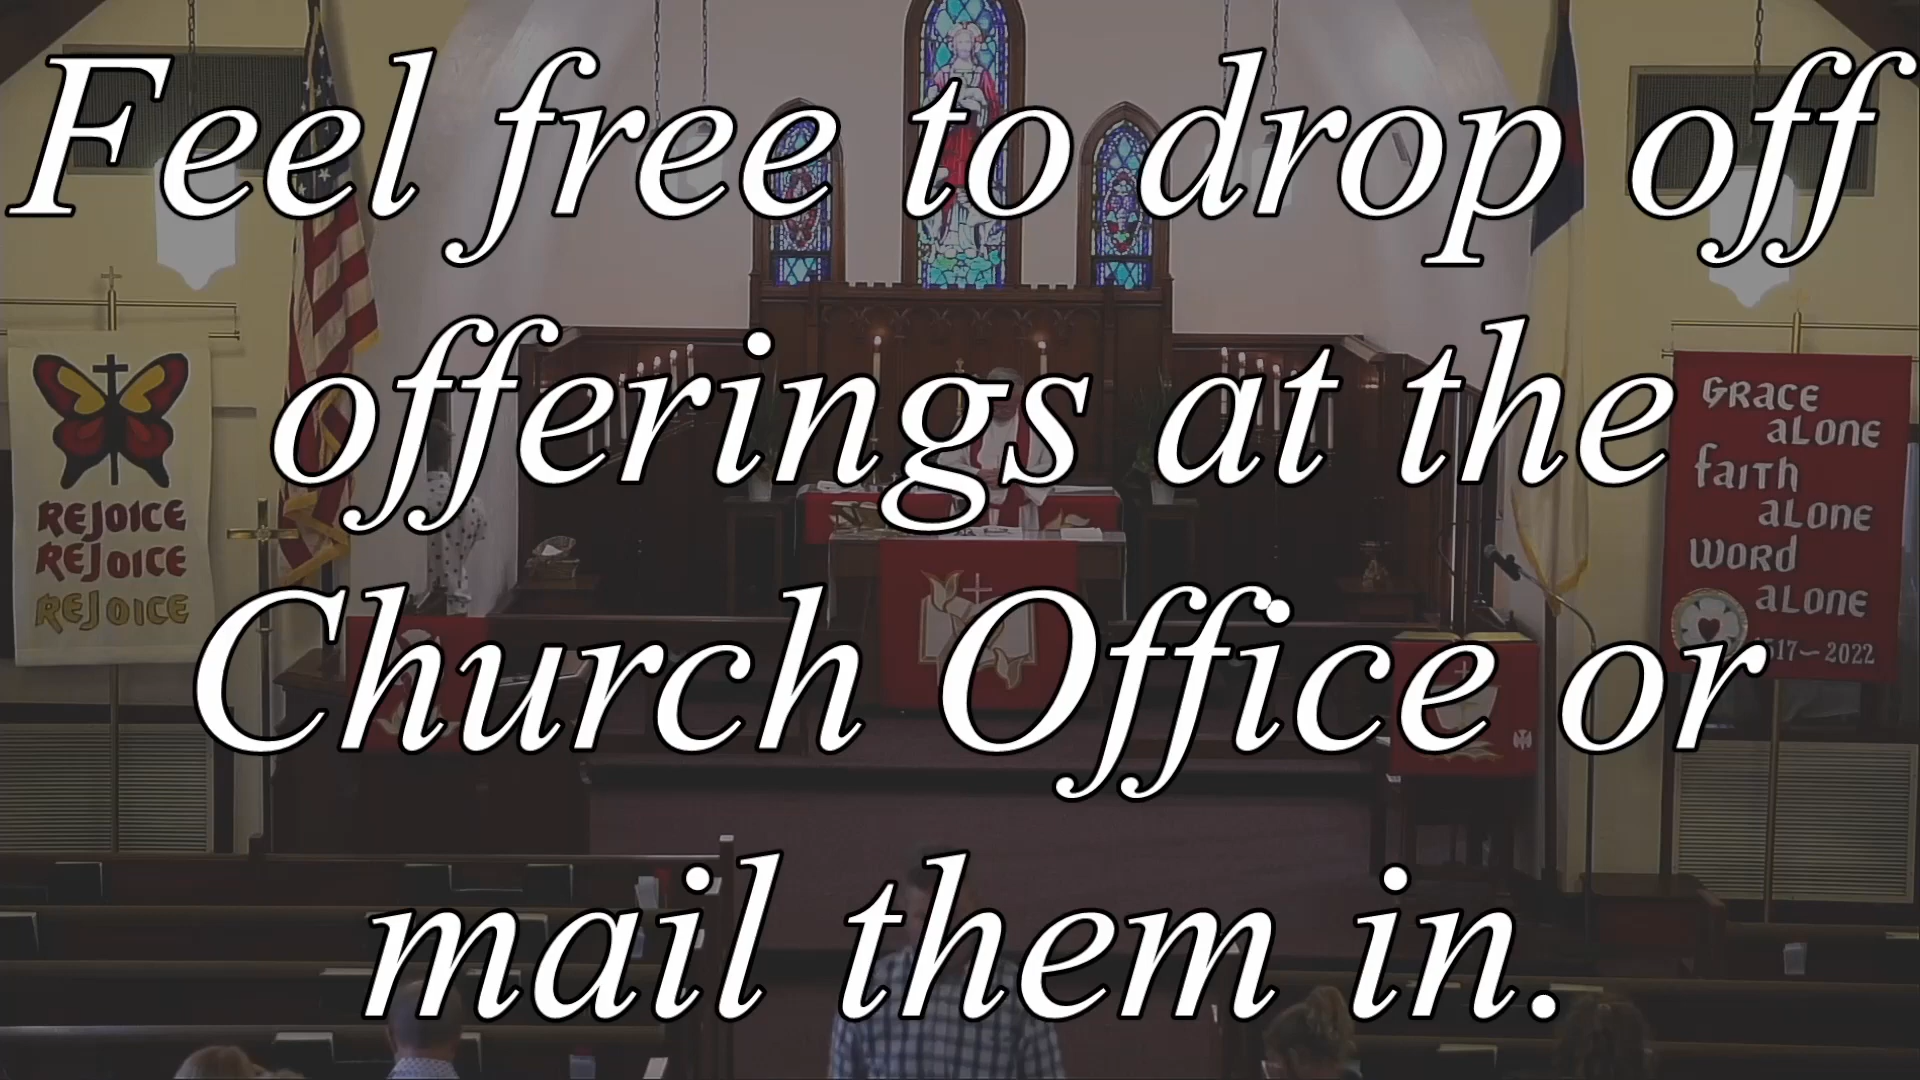 Feel free to drop off
offerings at the
Church Office or
mail them in.
REJOICE
REJOICE
REJOICE
GRACE
ALONE
FAITH
ALONE
WORD
ALONE
517–2022